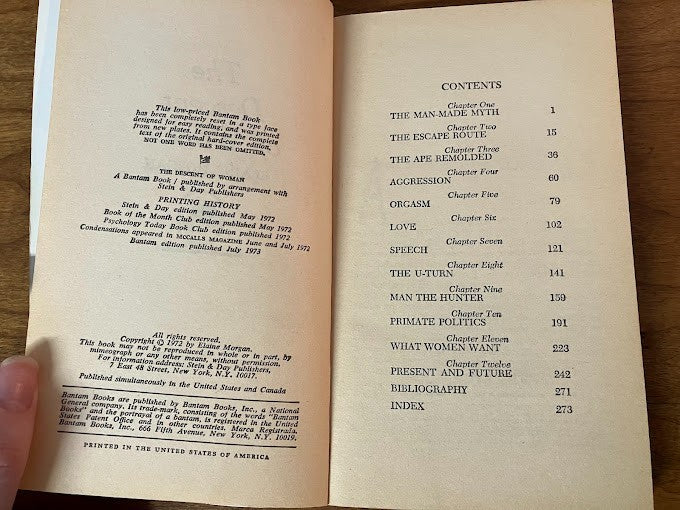 This low-priced Bantam Book
has been completely reset in a type face
designed for easy reading, and was printed
from new plates. It contains the complete
text of the original hard-cover edition.
NOT ONE WORD HAS BEEN OMITTED.
THE DESCENT OF WOMAN
A Bantam Book / published by arrangement with
Stein & Day Publishers
PRINTING HISTORY
Stein & Day edition published May 1972
Book of the Month Club edition published May 1972
Psychology Today Book Club edition published 1972
Condensations appeared in MCCALLS MAGAZINE June and July 1972
Bantam edition published July 1973
All rights reserved.
Copyright © 1972 by Elaine Morgan.
This book may not be reproduced in whole or in part, by
mimeograph or any other means, without permission.
For information address: Stein & Day Publishers,
7 East 48 Street, New York, N.Y. 10017.
Published simultaneously in the United States and Canada
Bantam Books are published by Bantam Books, Inc., a National
General company. Its trade-mark, consisting of the words "Bantam
Books" and the portrayal of a bantam, is registered in the United
States Patent Office and in other countries. Marca Registrada.
Bantam Books, Inc., 666 Fifth Avenue, New York, N.Y. 10019.
PRINTED IN THE UNITED STATES OF AMERICA
CONTENTS
Chapter One
THE MAN-MADE MYTH 1
Chapter Two
THE ESCAPE ROUTE 15
Chapter Three
THE APE REMOLDED 36
Chapter Four
AGGRESSION 60
Chapter Five
ORGASM 79
Chapter Six
LOVE 102
Chapter Seven
SPEECH 121
Chapter Eight
THE U-TURN 141
Chapter Nine
MAN THE HUNTER 159
Chapter Ten
PRIMATE POLITICS 191
Chapter Eleven
WHAT WOMEN WANT 223
Chapter Twelve
PRESENT AND FUTURE 242
BIBLIOGRAPHY 271
INDEX 273